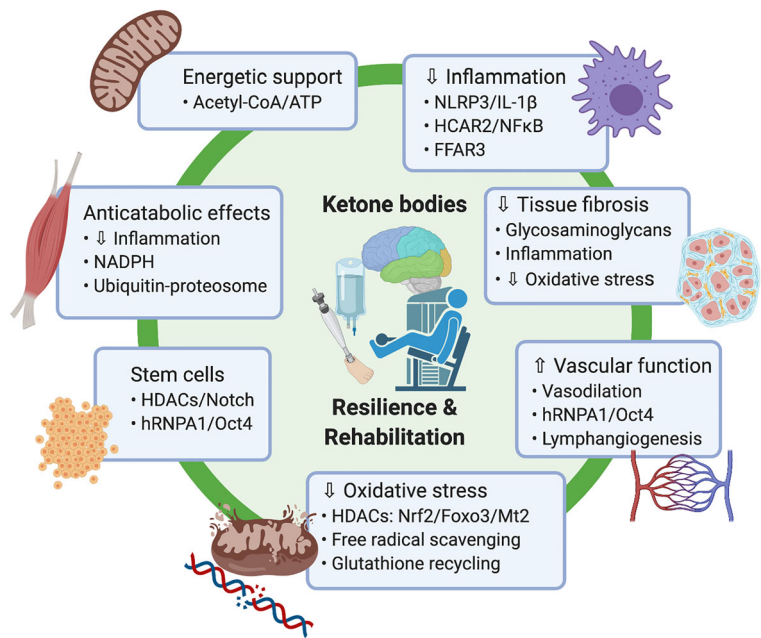 Energetic support
• Acetyl-CoA/ATP
⇩ Inflammation
• NLRP3/IL-1β
• HCAR2/NFκB
• FFAR3
Anticatabolic effects
• ⇩ Inflammation
• NADPH
• Ubiquitin-proteosome
Ketone bodies
⇩ Tissue fibrosis
• Glycosaminoglycans
• Inflammation
• ⇩ Oxidative stress
Stem cells
• HDACs/Notch
• hRNPA1/Oct4
Resilience &
Rehabilitation
⇧ Vascular function
• Vasodilation
• hRNPA1/Oct4
• Lymphangiogenesis
⇩ Oxidative stress
• HDACs: Nrf2/Foxo3/Mt2
• Free radical scavenging
• Glutathione recycling